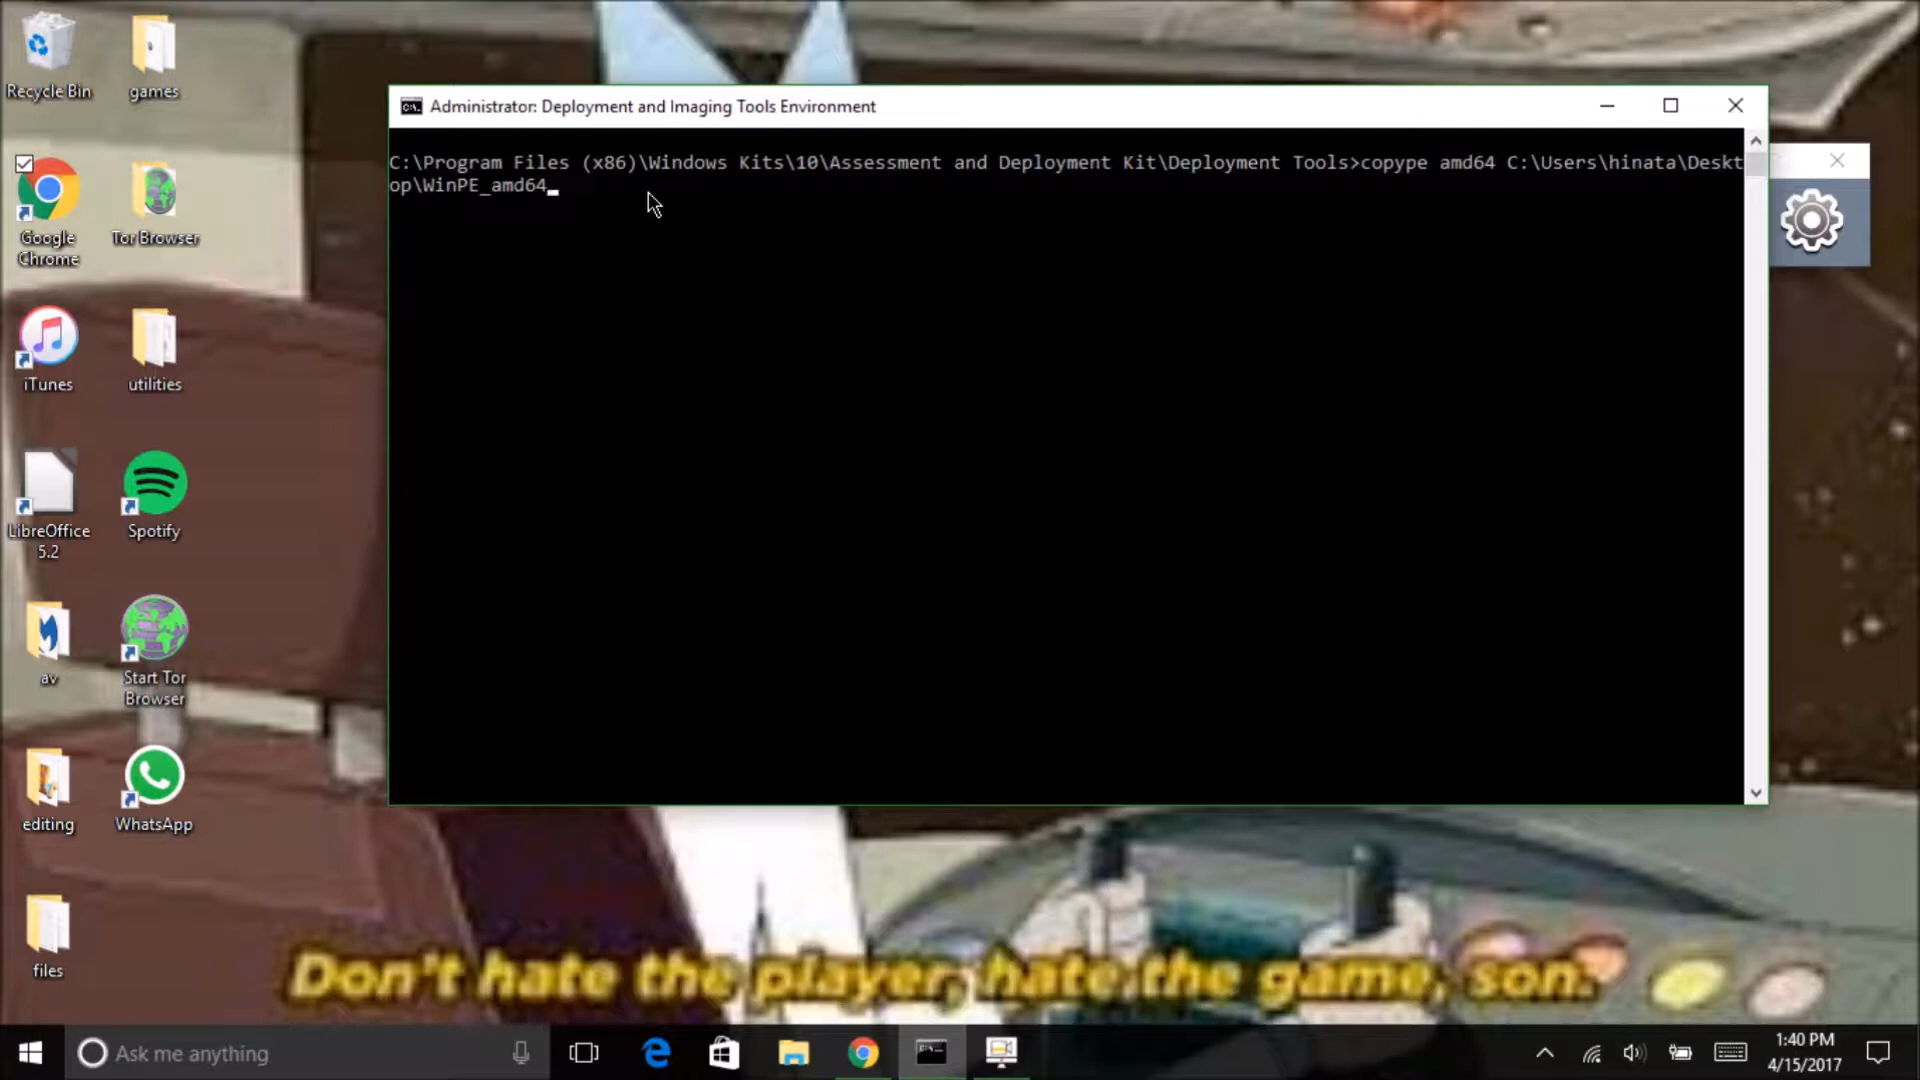 Recycle Bin
games
Administrator: Deployment and Imaging Tools Environment
C:\Program Files (x86)\Windows Kits\10\Assessment and Deployment Kit\Deployment Tools>copype amd64 C:\Users\hinata\Deskt
op\WinPE_amd64
Google
Chrome
Tor Browser
iTunes
utilities
LibreOffice
5.2
Spotify
av
Start Tor
Browser
editing
WhatsApp
files
Don't hate the player, hate the game, son.
Ask me anything
1:40 PM
4/15/2017